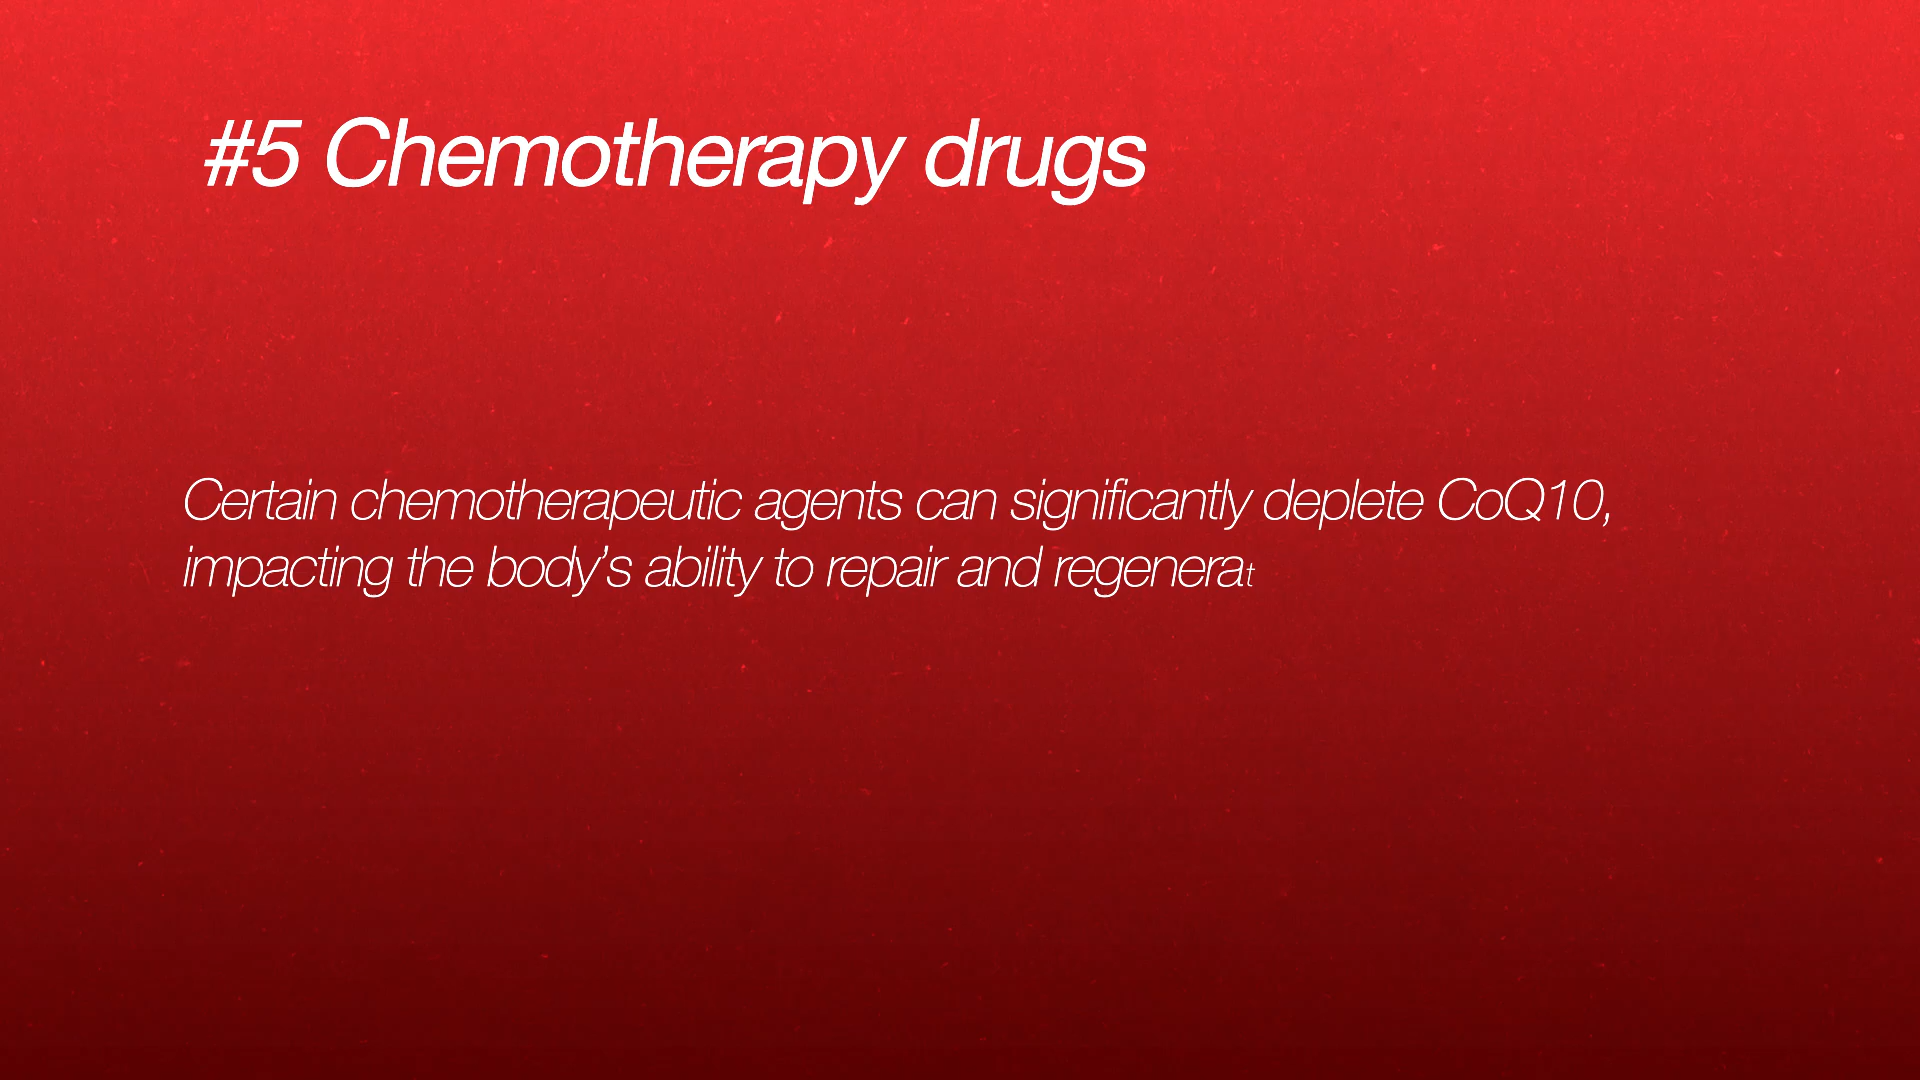 #5 Chemotherapy drugs
Certain chemotherapeutic agents can significantly deplete CoQ10,
impacting the body’s ability to repair and regenerat